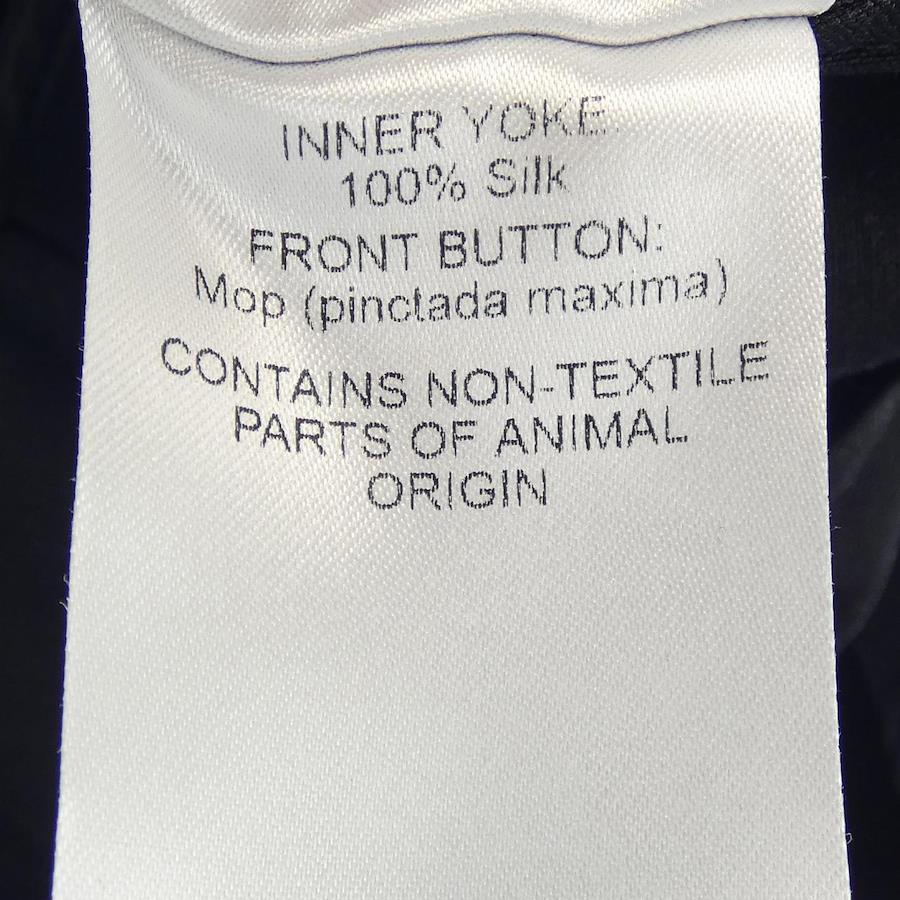 INNER YOKE:
100% Silk
FRONT BUTTON:
Mop (pinctada maxima)
CONTAINS NON-TEXTILE
PARTS OF ANIMAL
ORIGIN